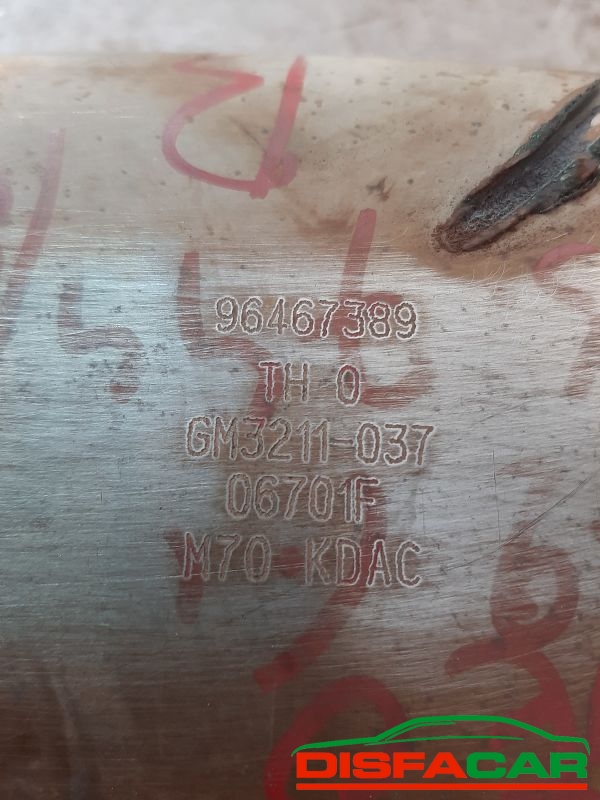 96467389
TH 0
GM3211-037
06701F
M70 KDAC
DISFACAR